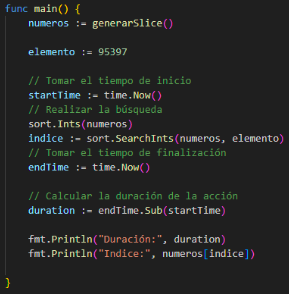 func main() {
numeros := generarSlice()
elemento := 95397
// Tomar el tiempo de inicio
startTime := time.Now()
// Realizar la búsqueda
sort.Ints(numeros)
indice := sort.SearchInts(numeros, elemento)
// Tomar el tiempo de finalización
endTime := time.Now()
// Calcular la duración de la acción
duration := endTime.Sub(startTime)
fmt.Println("Duración:", duration)
fmt.Println("Indice:", numeros[indice])
}